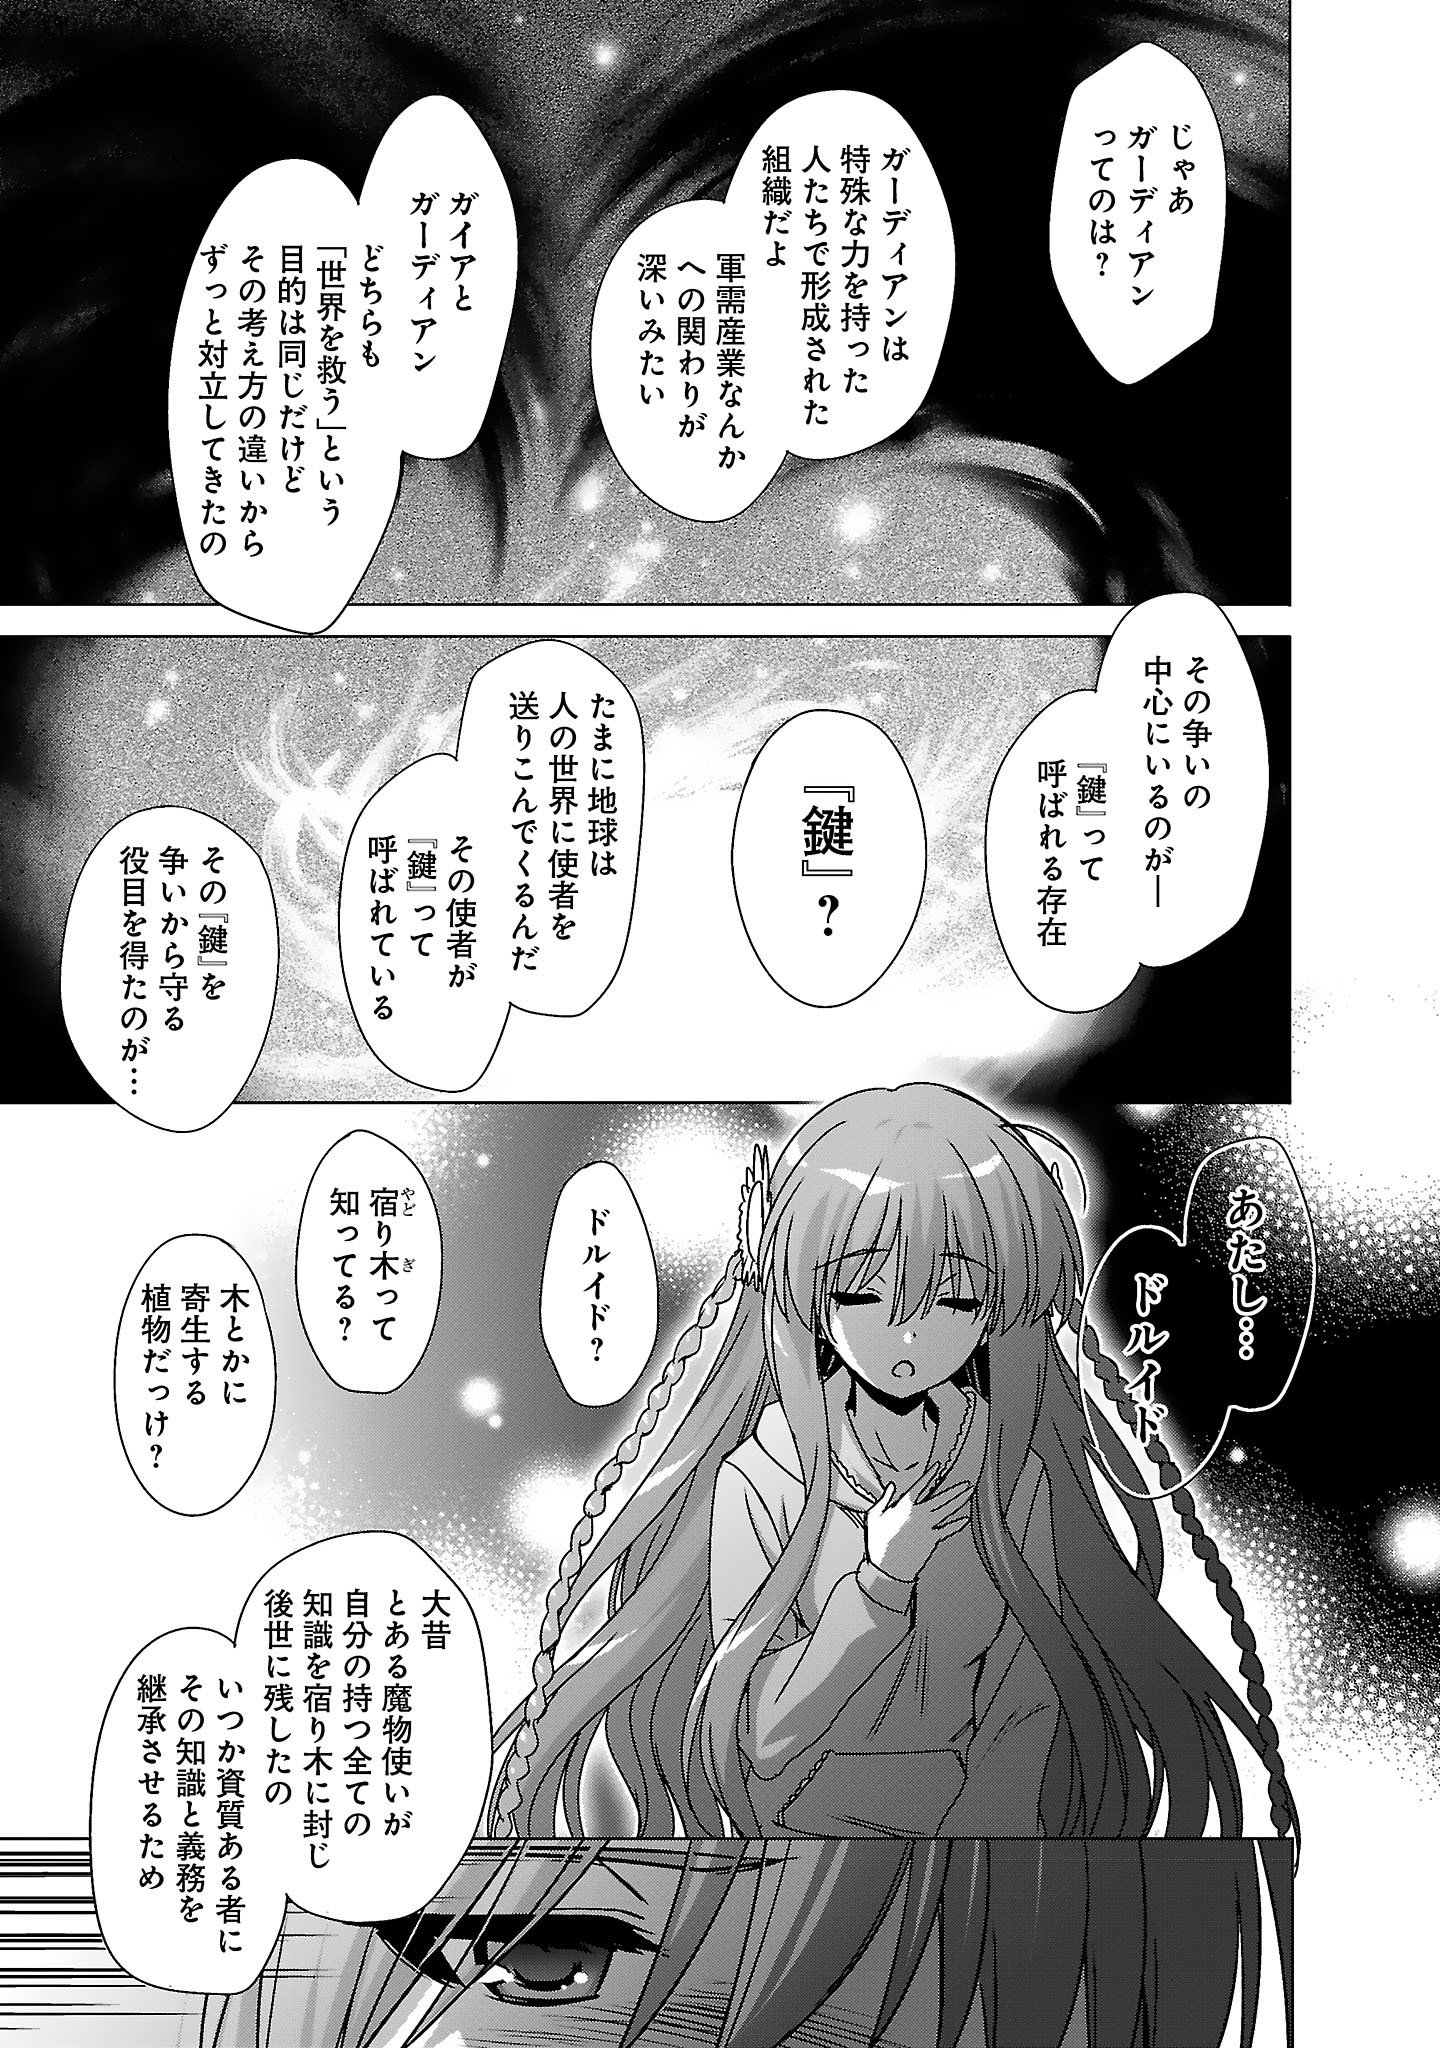 じゃあ
ガーディアン
ってのは？
ガーディアンは
特殊な力を持った
人たちで形成された
組織だよ
軍需産業なんか
への関わりが
深いみたい
ガイアと
ガーディアン
どちらも
「世界を救う」という
目的は同じだけど
その考え方の違いから
ずっと対立してきたの
その争いの
中心にいるのが―
『鍵』って
呼ばれる存在
『鍵』？
たまに地球は
人の世界に使者を
送りこんでくるんだ
その使者が
『鍵』って
呼ばれている
その『鍵』を
争いから守る
役目を得たのが…
あたし…
ドルイド
ドルイド？
宿り木って
やどぎ
知ってる？
木とかに
寄生する
植物だっけ？
大昔
とある魔物使いが
自分の持つ全ての
知識を宿り木に封じ
後世に残したの
いつか資質ある者に
その知識と義務を
継承させるため